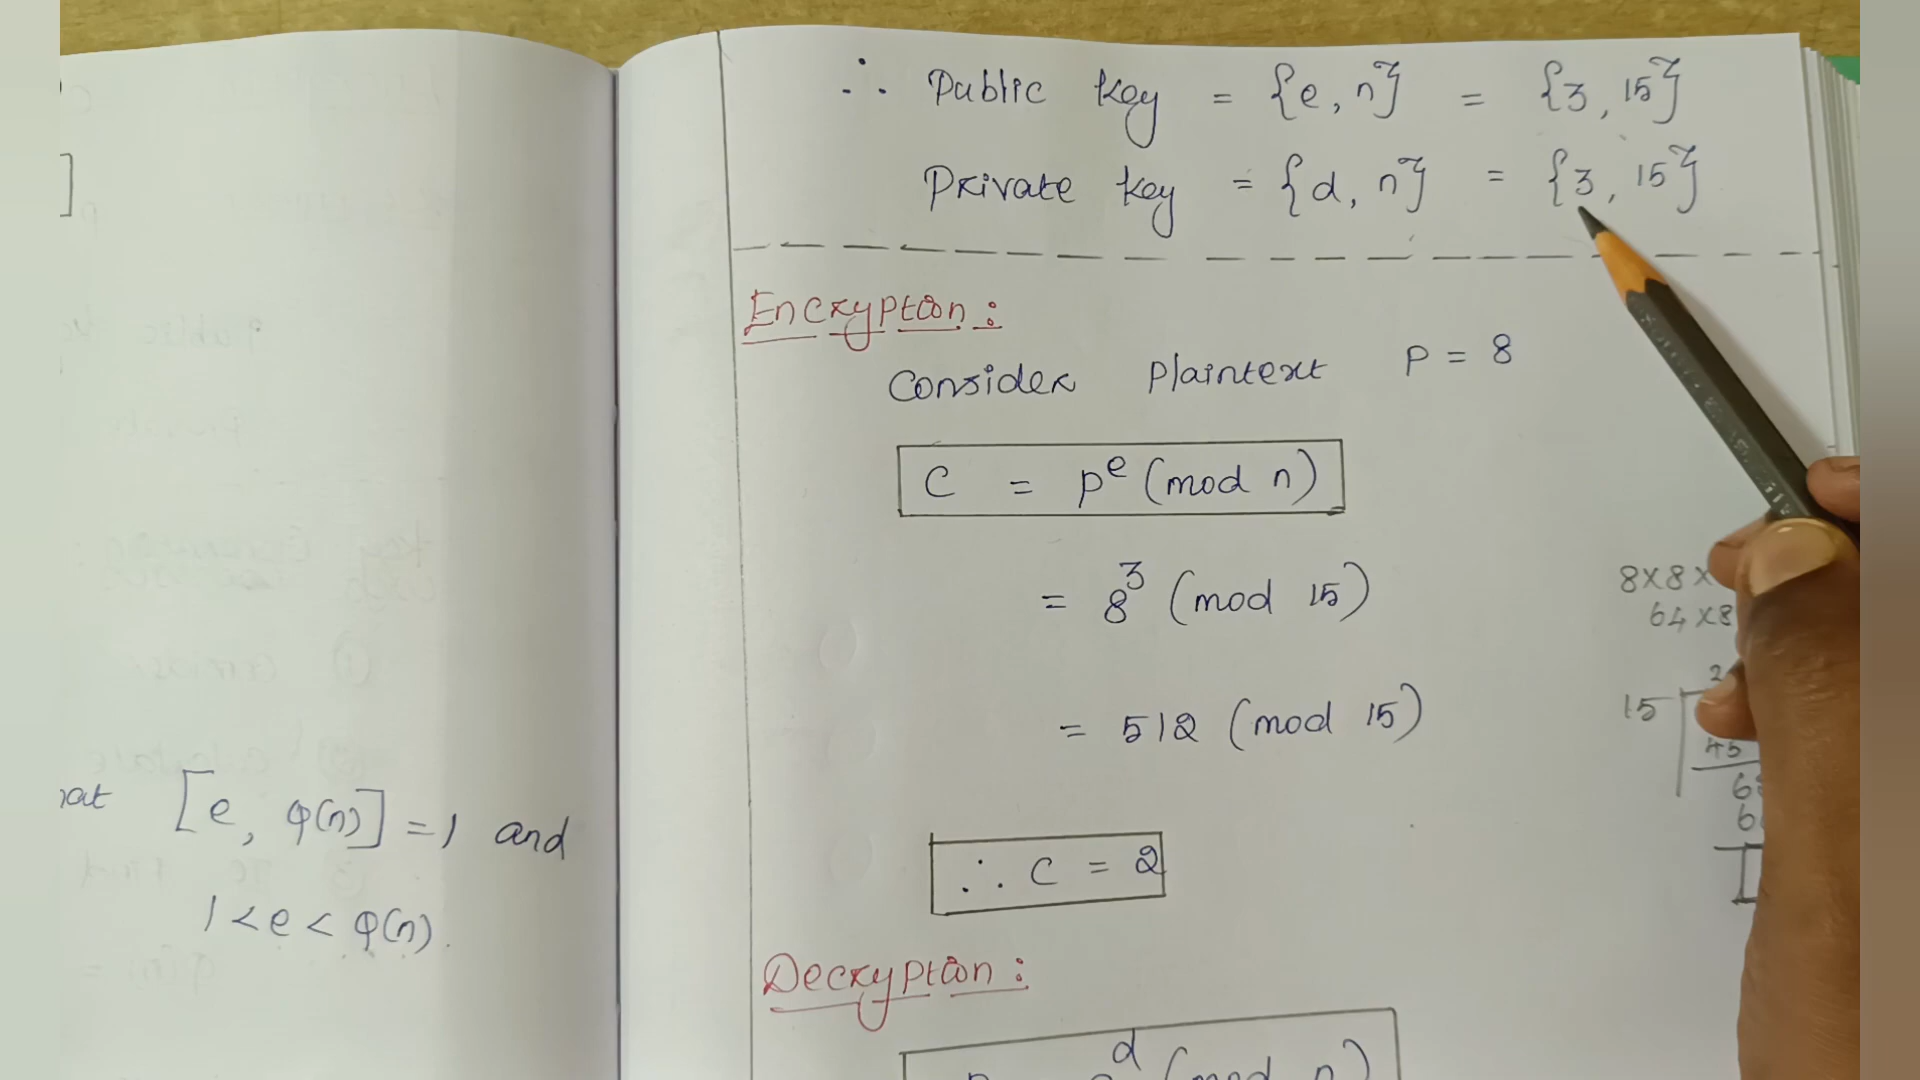 ]
∴ Public key = {e, n} = {3, 15}
Private key = {d, n} = {3, 15}
Encryption :
Consider Plaintext P = 8
C = P^e (mod n)
= 8^3 (mod 15)
8×8×
64×8
= 512 (mod 15)
15
45
∴ C = 2
Decryption :
d (mod n)
[e, φ(n)] = 1 and
1 < e < φ(n).